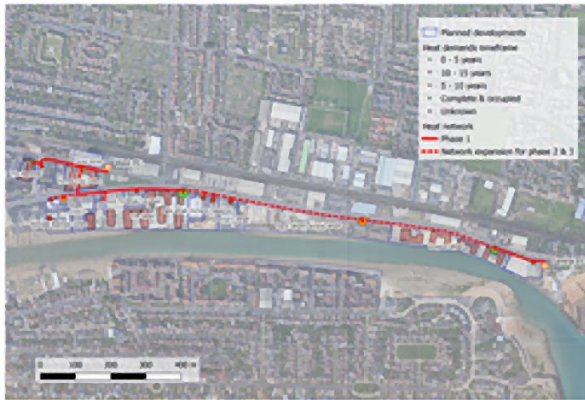 Planned developments
Heat demands timeframe
0 - 5 years
10 - 15 years
5 - 10 years
Complete & occupied
Unknown
Heat network
Phase 1
Network expansion for phase 2 & 3
0 100 200 300 400 m